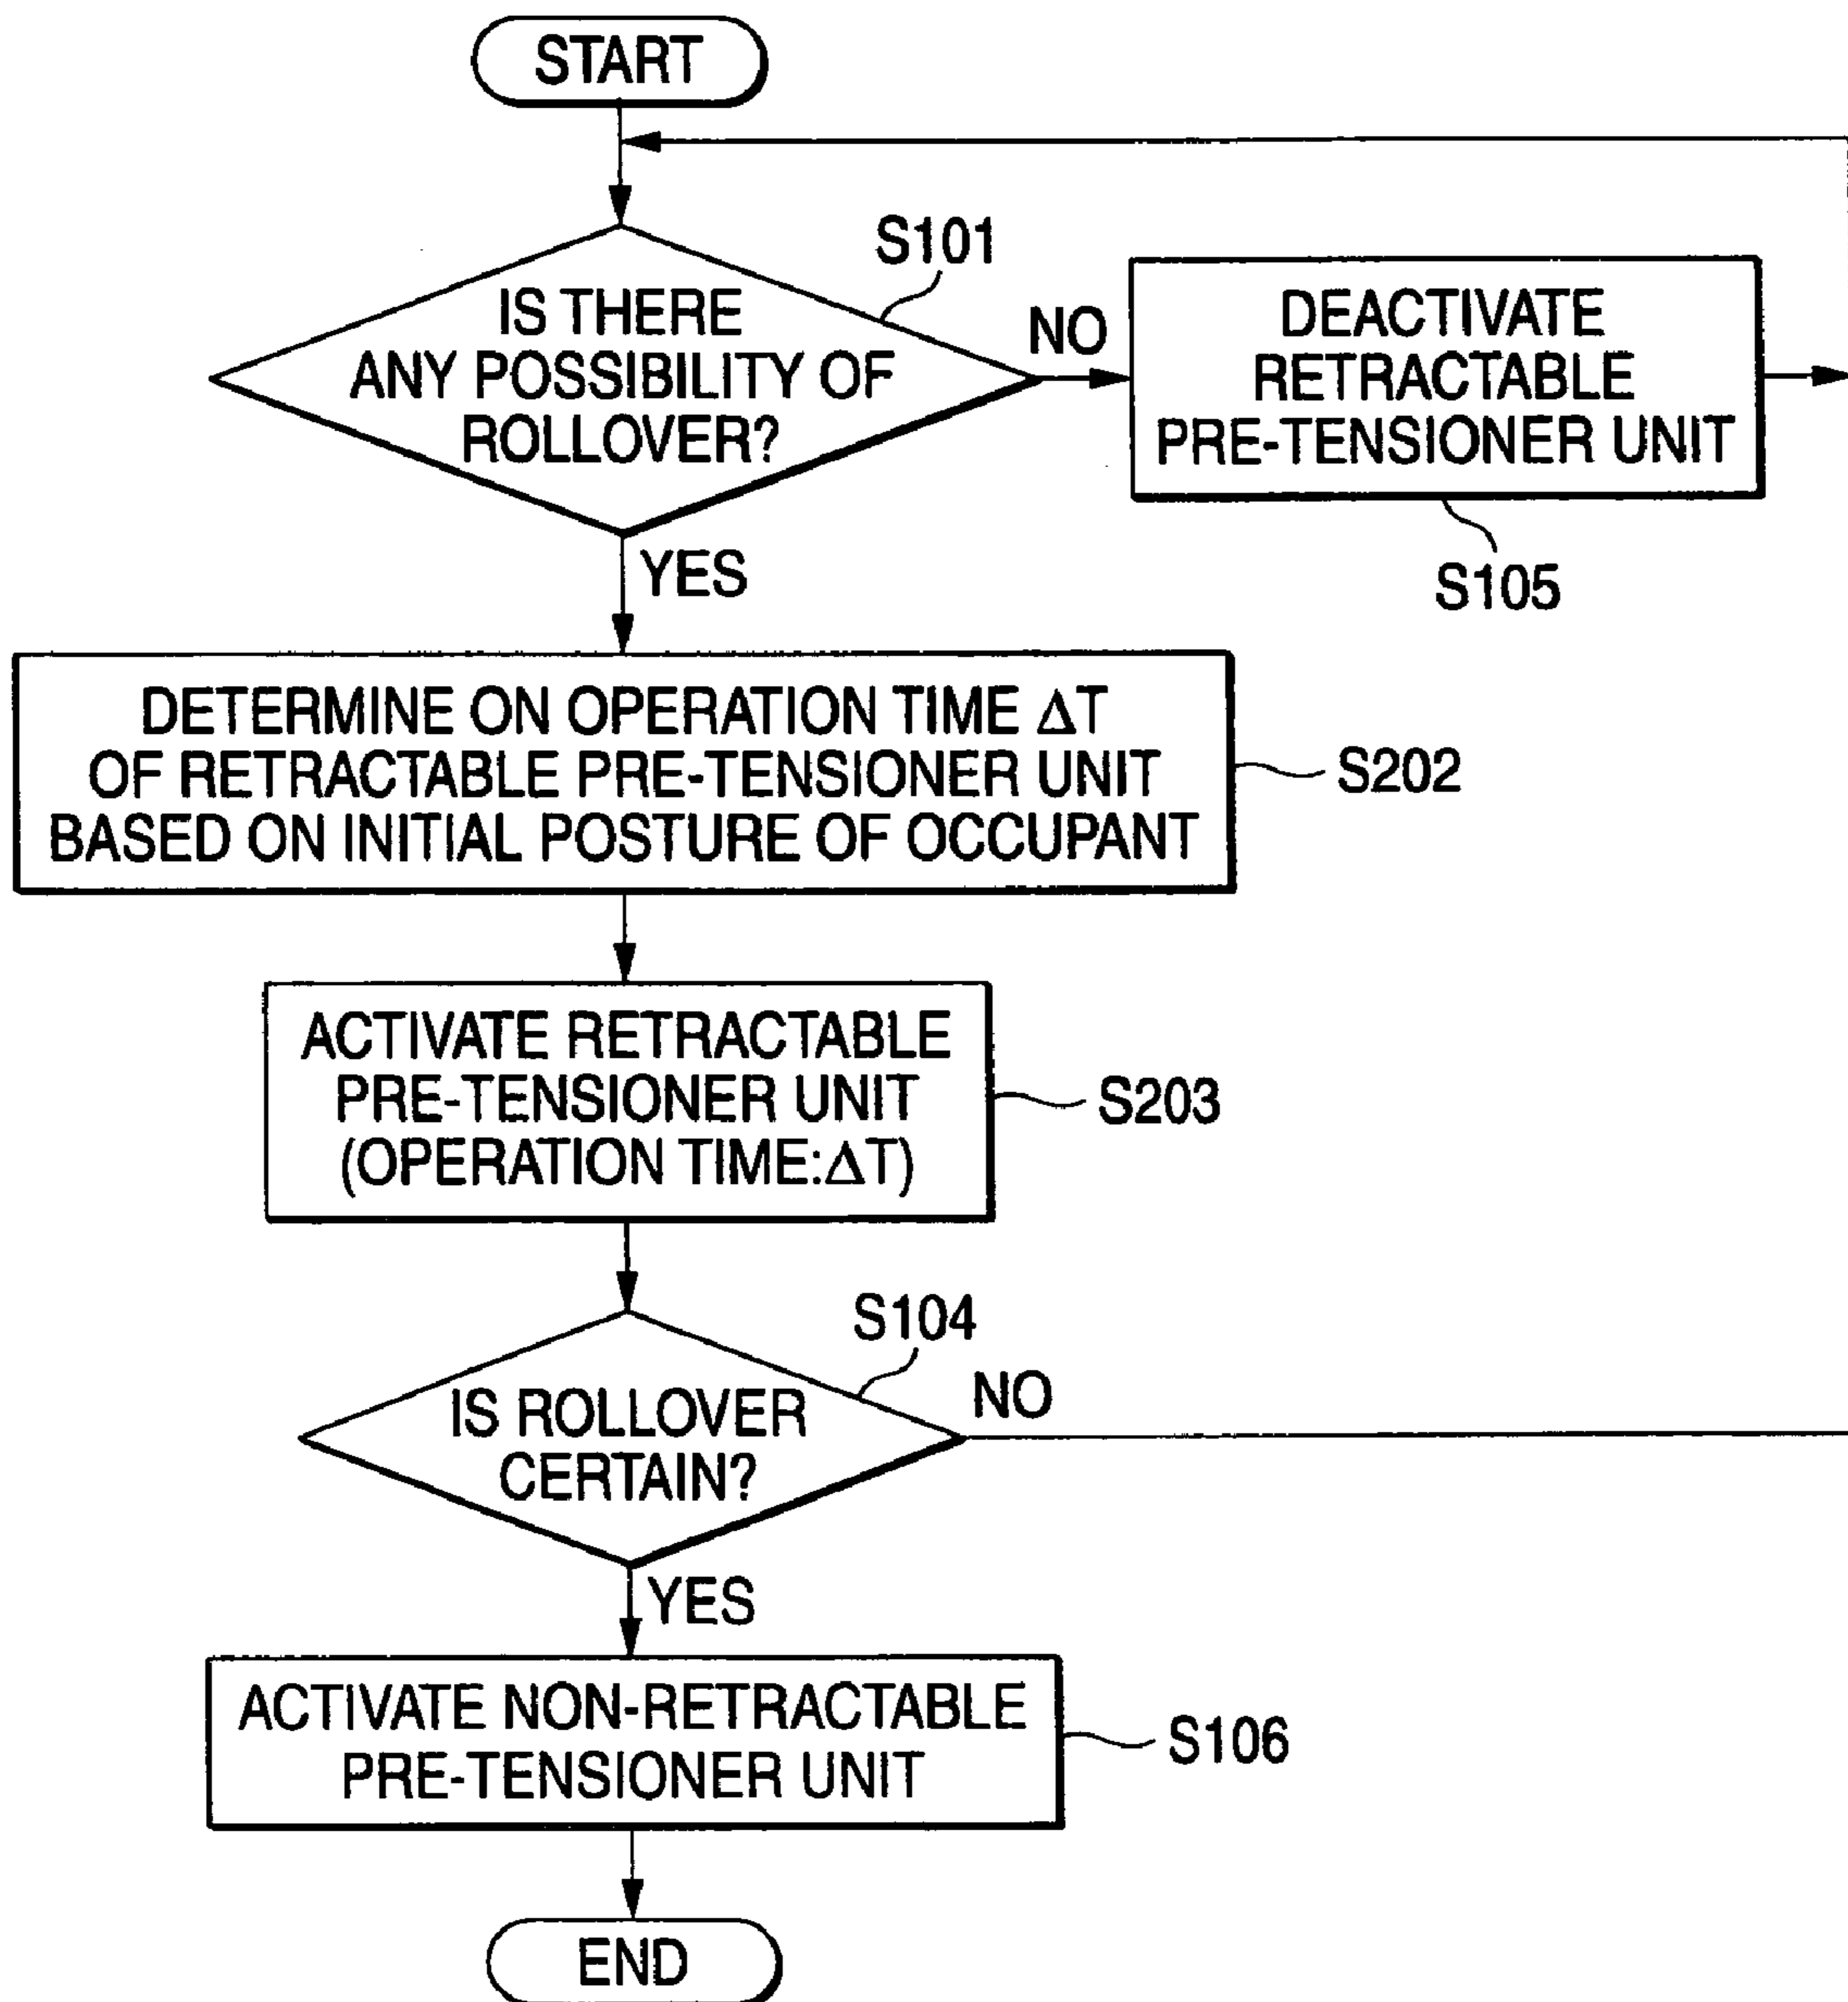 START
S101
IS THERE
ANY POSSIBILITY OF
ROLLOVER?
NO
DEACTIVATE
RETRACTABLE
PRE-TENSIONER UNIT
S105
YES
DETERMINE ON OPERATION TIME ΔT
OF RETRACTABLE PRE-TENSIONER UNIT
BASED ON INITIAL POSTURE OF OCCUPANT
S202
ACTIVATE RETRACTABLE
PRE-TENSIONER UNIT
(OPERATION TIME:ΔT)
S203
S104
IS ROLLOVER
CERTAIN?
NO
YES
ACTIVATE NON-RETRACTABLE
PRE-TENSIONER UNIT
S106
END